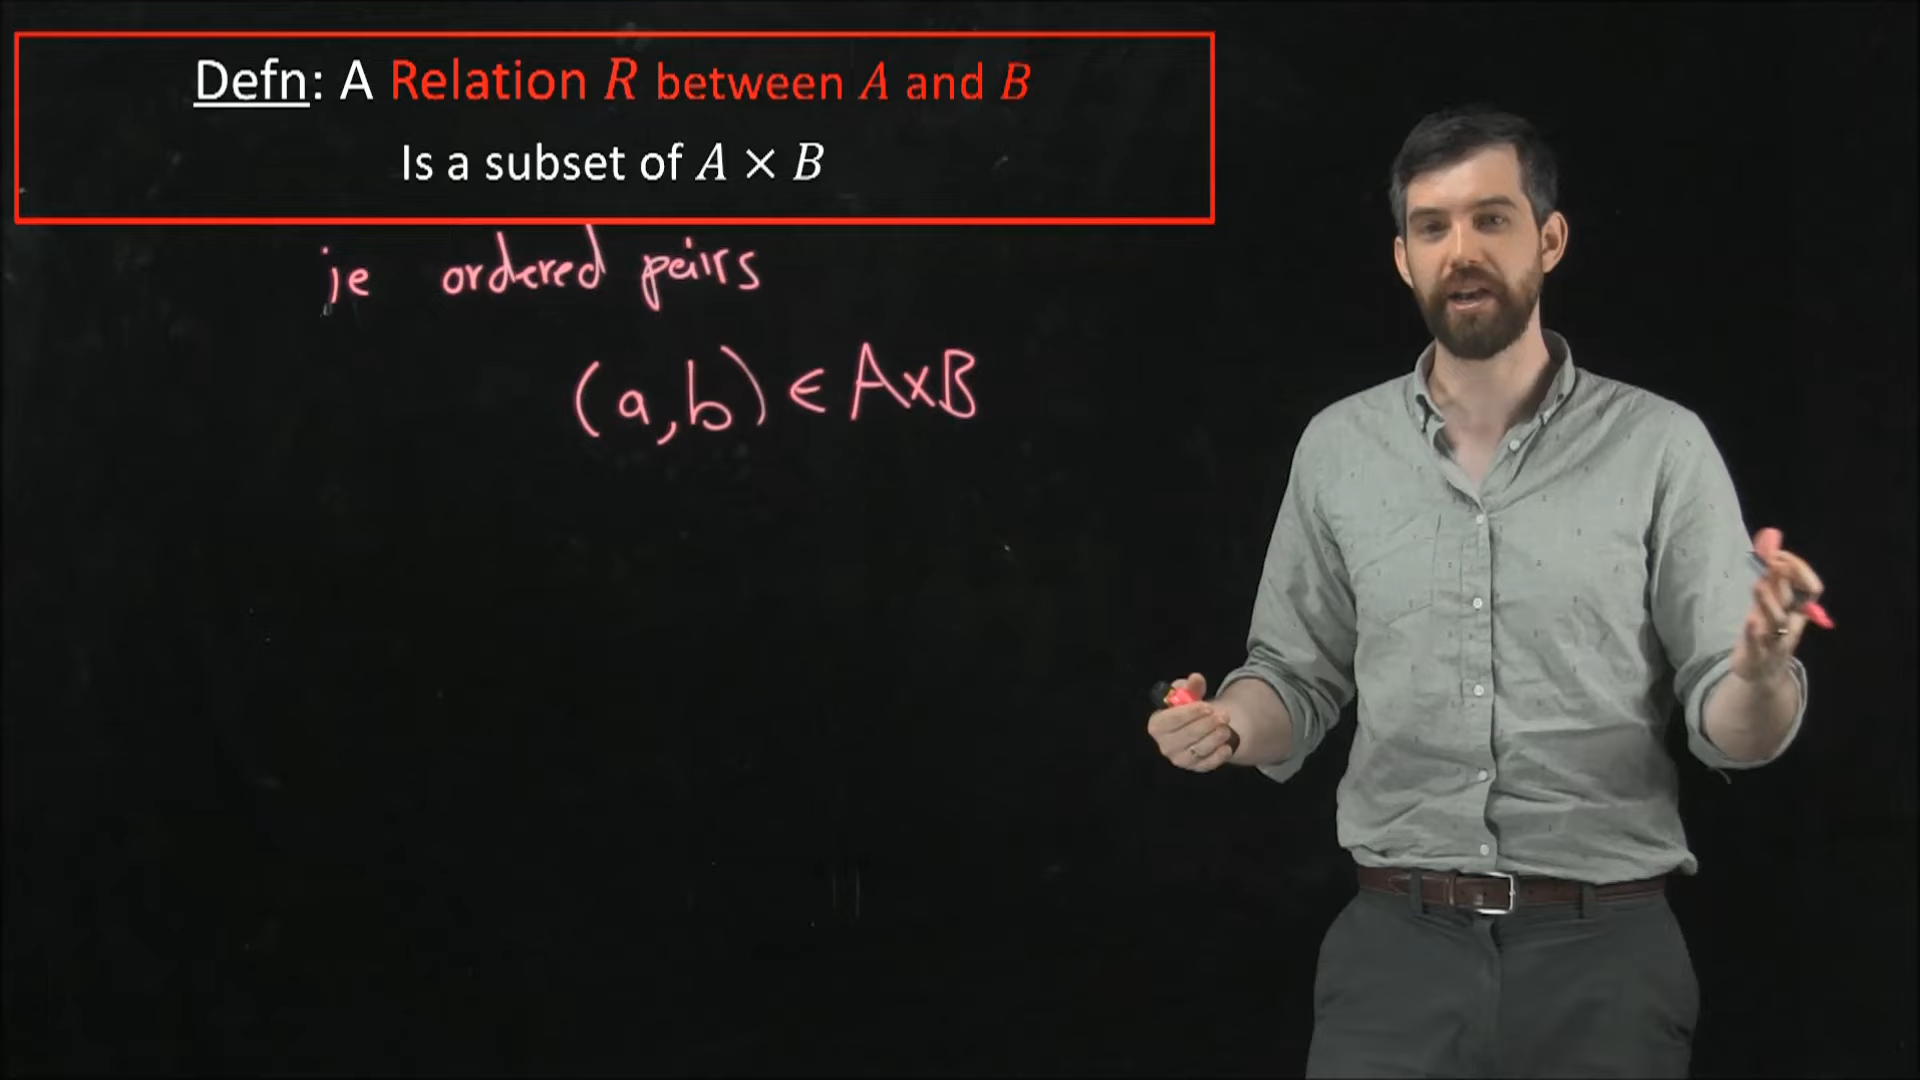 Defn: A Relation R between A and B
Is a subset of A × B
ie ordered pairs
(a,b) ∈ A×B